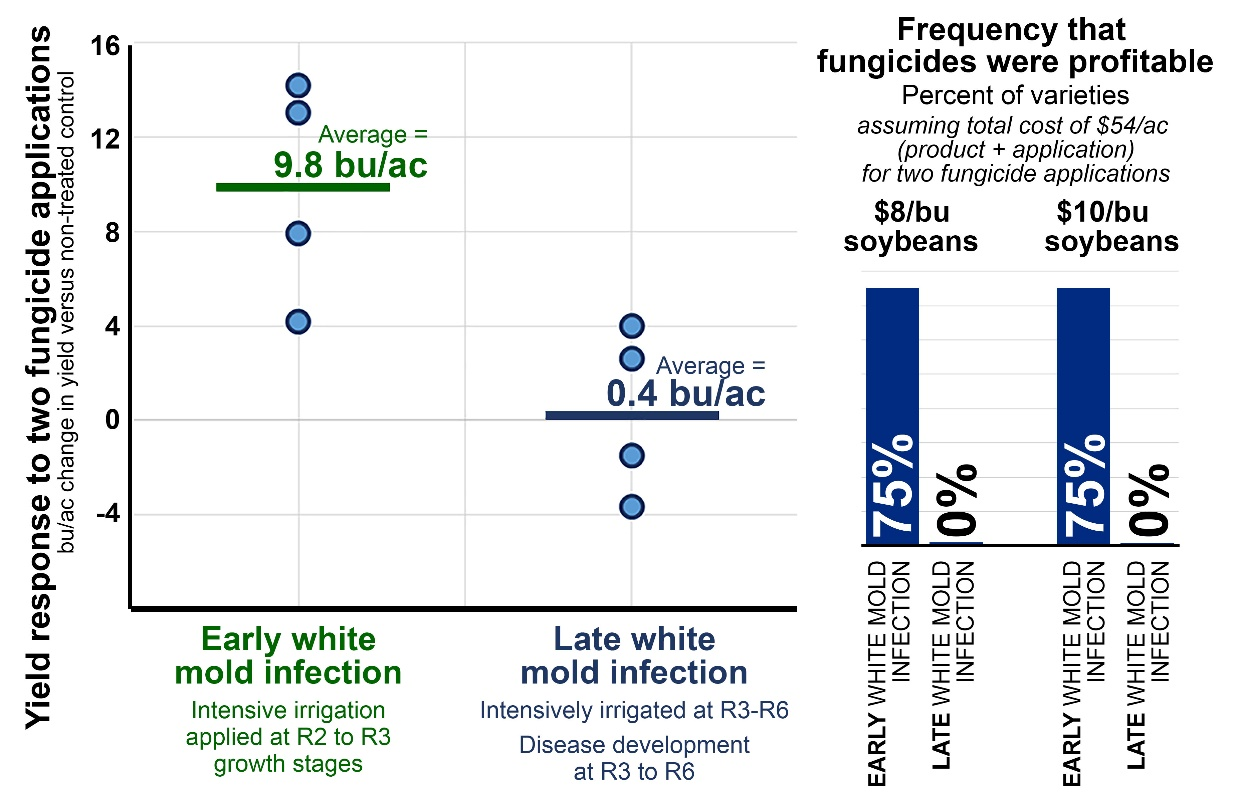 Yield response to two fungicide applications
bu/ac change in yield versus non-treated control
16
12
8
4
0
-4
Average =
9.8 bu/ac
Average =
0.4 bu/ac
Early white
mold infection
Intensive irrigation
applied at R2 to R3
growth stages
Late white
mold infection
Intensively irrigated at R3-R6
Disease development
at R3 to R6
Frequency that
fungicides were profitable
Percent of varieties
assuming total cost of $54/ac
(product + application)
for two fungicide applications
$8/bu
soybeans
$10/bu
soybeans
75%
0%
75%
0%
EARLY WHITE MOLD
INFECTION
LATE WHITE MOLD
INFECTION
EARLY WHITE MOLD
INFECTION
LATE WHITE MOLD
INFECTION